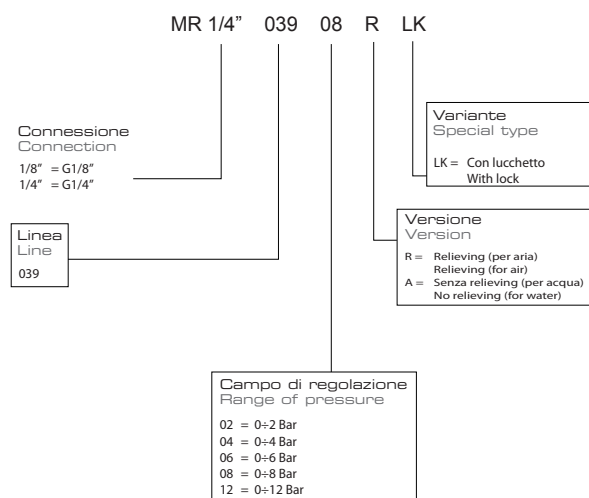 MR 1/4” 039 08 R LK
Connessione
Connection
1/8” = G1/8”
1/4” = G1/4”
Linea
Line
039
Variante
Special type
LK = Con lucchetto
With lock
Versione
Version
R = Relieving (per aria)
Relieving (for air)
A = Senza relieving (per acqua)
No relieving (for water)
Campo di regolazione
Range of pressure
02 = 0÷2 Bar
04 = 0÷4 Bar
06 = 0÷6 Bar
08 = 0÷8 Bar
12 = 0÷12 Bar